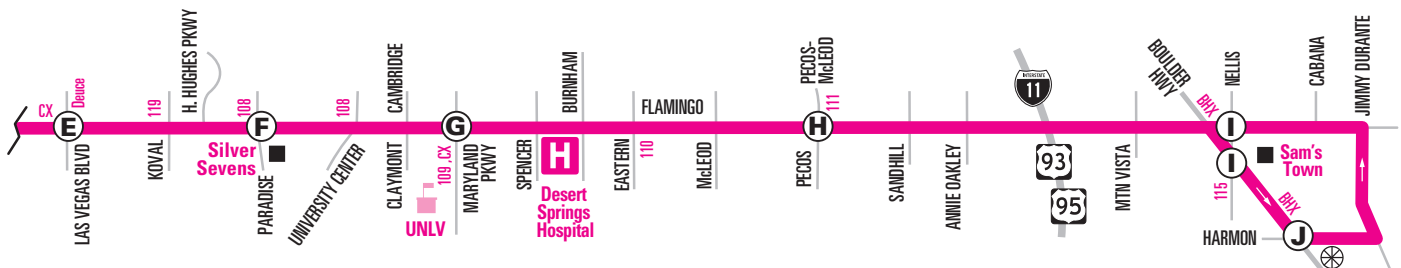 CX
Deuce
E
LAS VEGAS BLVD
119
KOVAL
H. HUGHES PKWY
108
F
Silver
Sevens
PARADISE
108
UNIVERSITY CENTER
CAMBRIDGE
CLAYMONT
UNLV
G
109 ,CX
MARYLAND
PKWY
SPENCER
BURNHAM
H
Desert
Springs
Hospital
EASTERN
110
FLAMINGO
McLEOD
PECOS-
McLEOD
111
H
PECOS
SANDHILL
ANNIE OAKLEY
INTERSTATE
11
93
95
MTN VISTA
BOULDER
HWY
BHX
NELLIS
I
I
115
Sam's
Town
CABANA
JIMMY DURANTE
BHX
HARMON
J